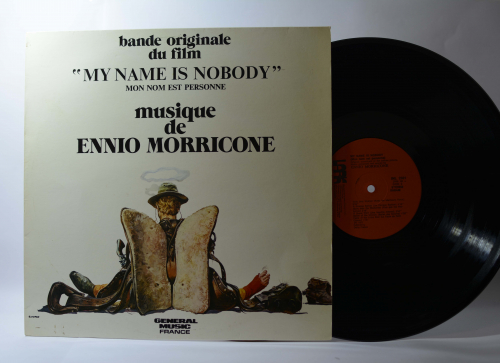 bande originale
du film
“MY NAME IS NOBODY”
MON NOM EST PERSONNE
musique
de
ENNIO MORRICONE
GENERAL
MUSIC
FRANCE